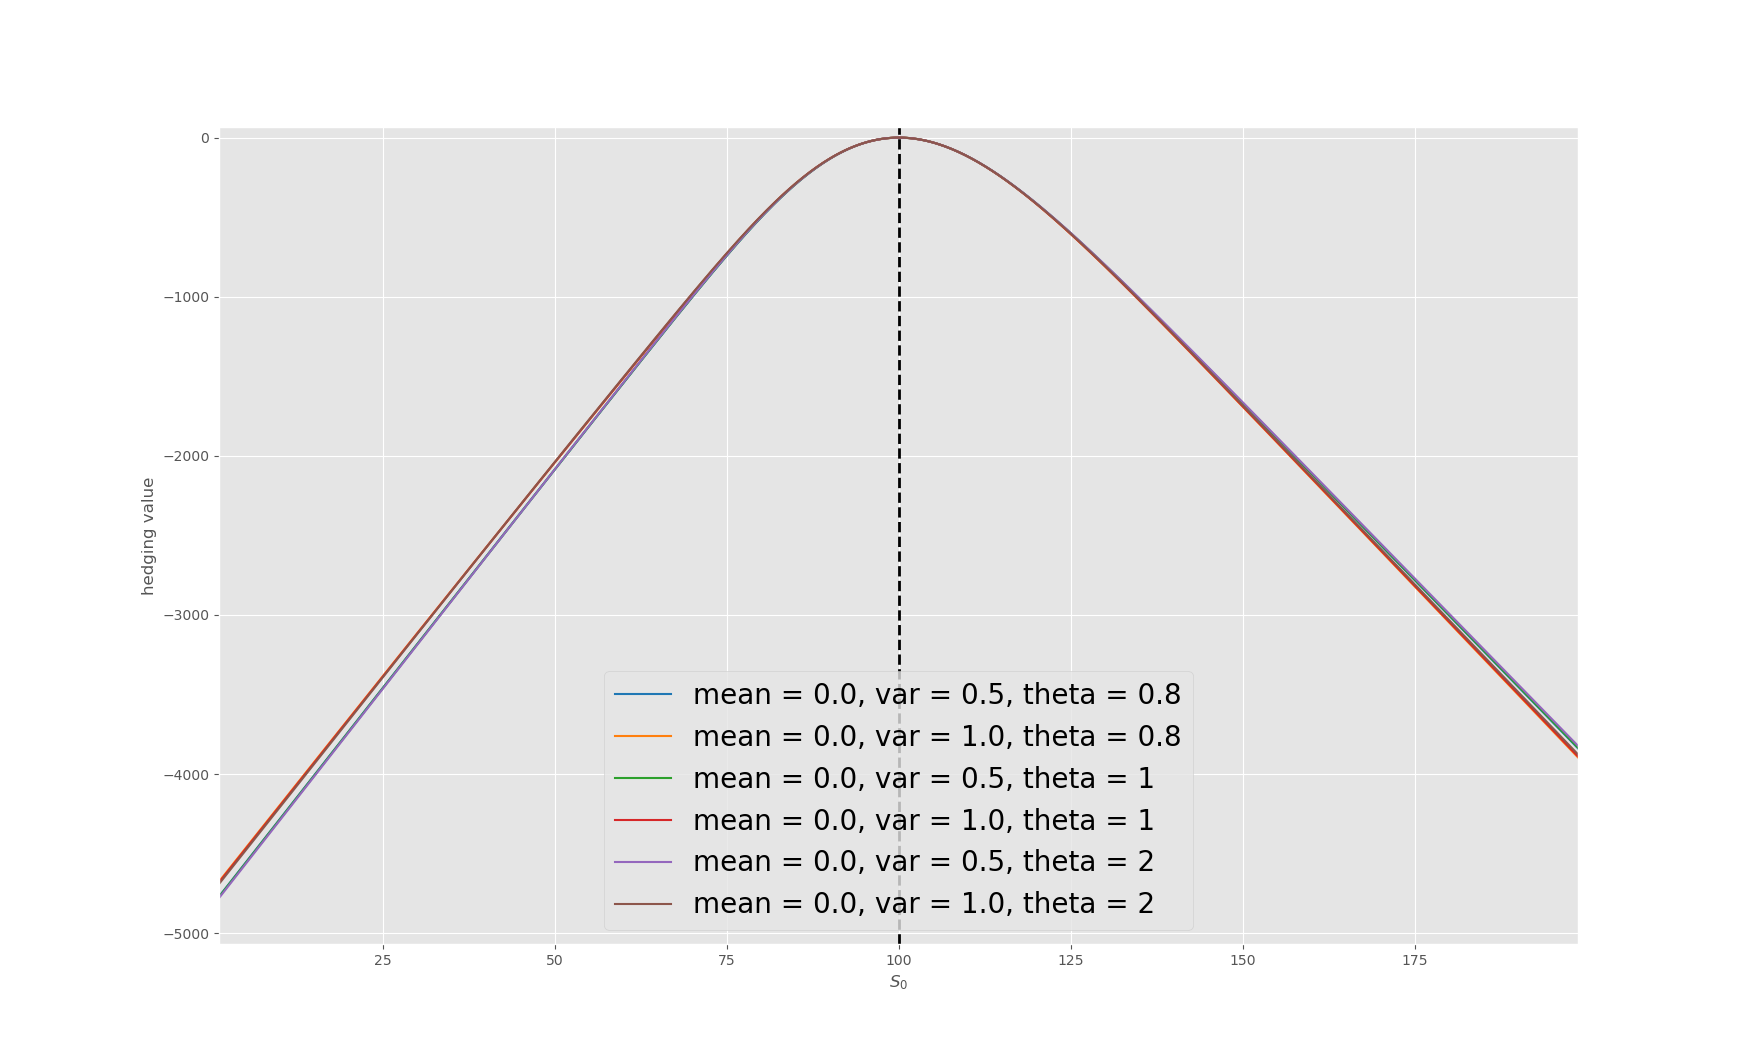 0
−1000
−2000
−3000
−4000
−5000
hedging value
25 50 75 100 125 150 175
S_0
mean = 0.0, var = 0.5, theta = 0.8
mean = 0.0, var = 1.0, theta = 0.8
mean = 0.0, var = 0.5, theta = 1
mean = 0.0, var = 1.0, theta = 1
mean = 0.0, var = 0.5, theta = 2
mean = 0.0, var = 1.0, theta = 2